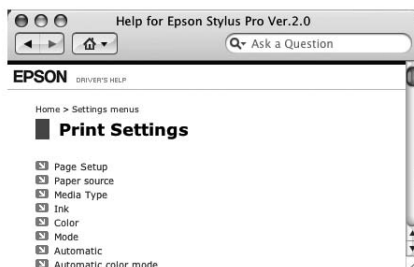 Help for Epson Stylus Pro Ver.2.0
Ask a Question
EPSON DRIVER'S HELP
Home > Settings menus
Print Settings
Page Setup
Paper source
Media Type
Ink
Color
Mode
Automatic
Automatic color mode